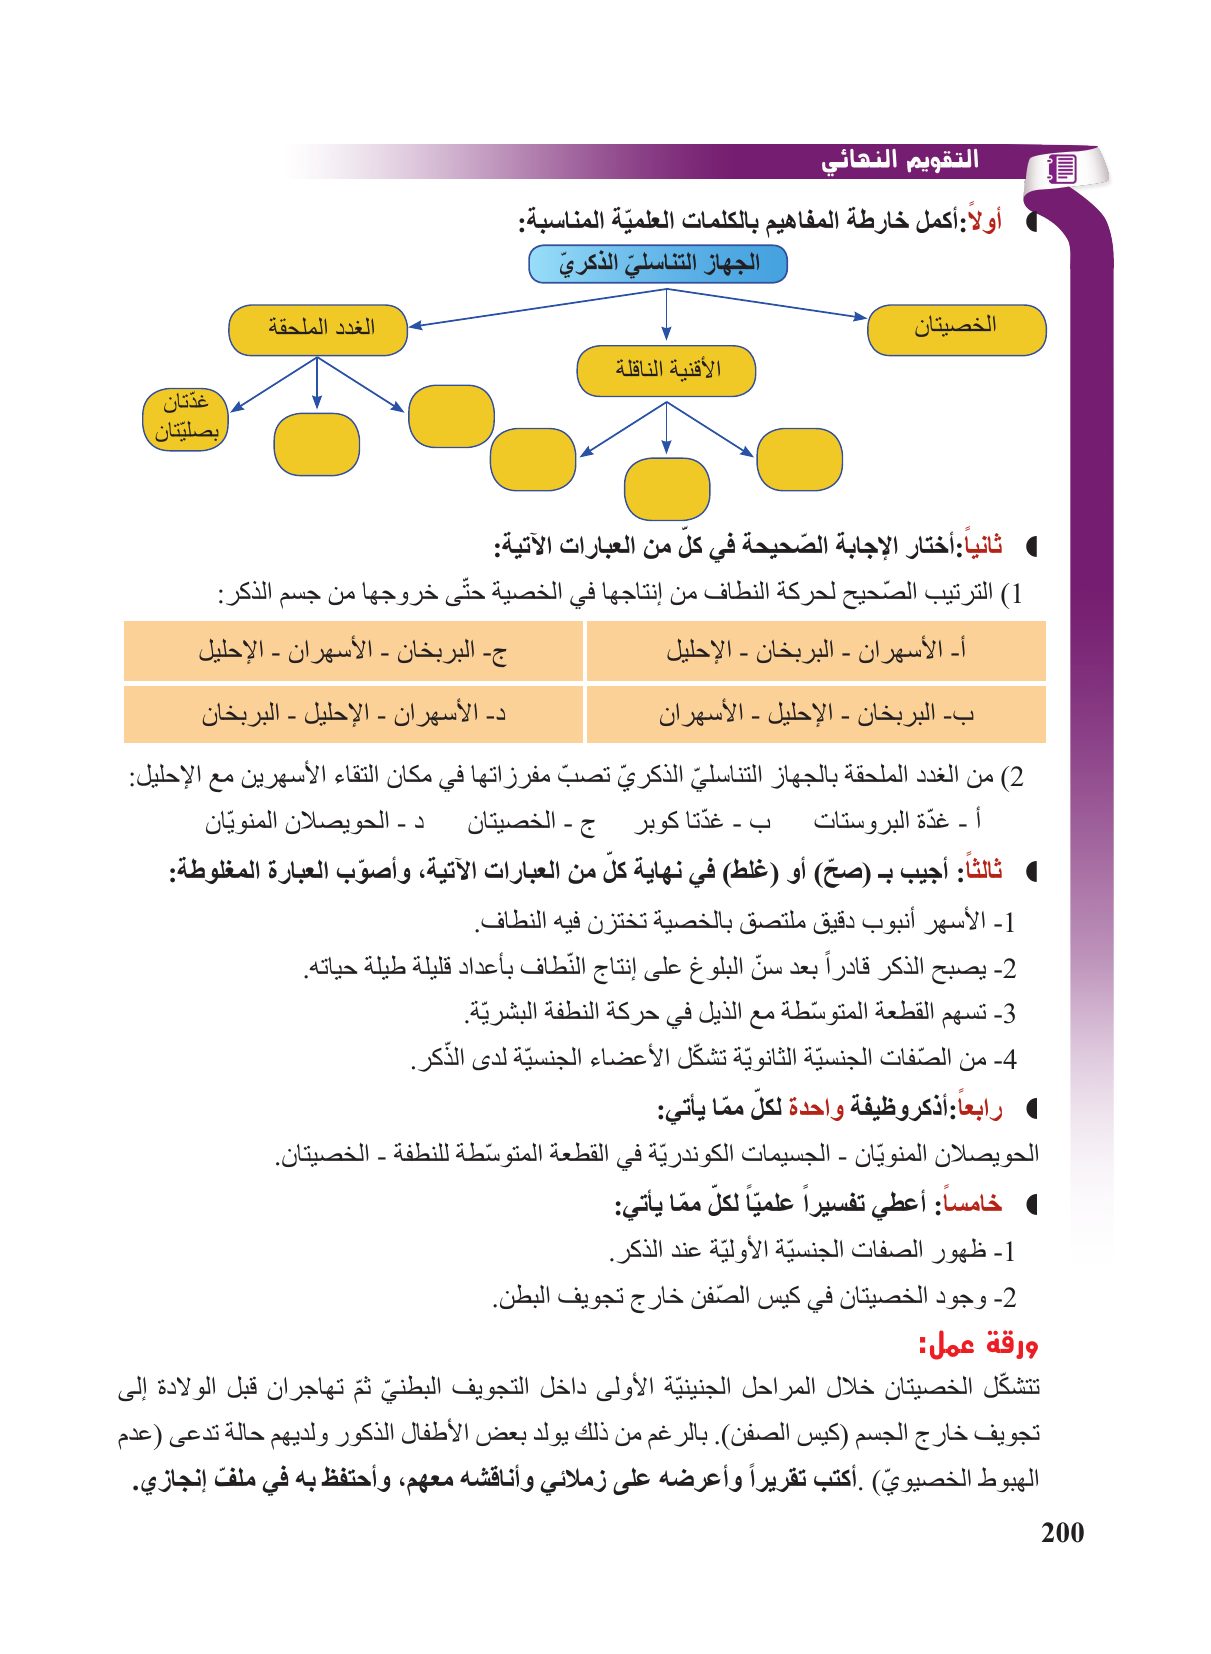 التقويم النهائي
أولاً:أكمل خارطة المفاهيم بالكلمات العلميّة المناسبة:
الجهاز التناسليّ الذكريّ
الخصيتان
الأقنية الناقلة
الغدد الملحقة
غدّتان
بصليّتان
ثانياً:أختار الإجابة الصّحيحة في كلّ من العبارات الآتية:
1) الترتيب الصّحيح لحركة النطاف من إنتاجها في الخصية حتّى خروجها من جسم الذكر:
أ- الأسهران - البربخان - الإحليل
ج- البربخان - الأسهران - الإحليل
ب- البربخان - الإحليل - الأسهران
د- الأسهران - الإحليل - البربخان
2) من الغدد الملحقة بالجهاز التناسليّ الذكريّ تصبّ مفرزاتها في مكان التقاء الأسهرين مع الإحليل:
أ - غدّة البروستات ب - غدّتا كوبر ج - الخصيتان د - الحويصلان المنويّان
ثالثاً: أجيب بـ (صحّ) أو (غلط) في نهاية كلّ من العبارات الآتية، وأصوّب العبارة المغلوطة:
1- الأسهر أنبوب دقيق ملتصق بالخصية تختزن فيه النطاف.
2- يصبح الذكر قادراً بعد سنّ البلوغ على إنتاج النّطاف بأعداد قليلة طيلة حياته.
3- تسهم القطعة المتوسّطة مع الذيل في حركة النطفة البشريّة.
4- من الصّفات الجنسيّة الثانويّة تشكّل الأعضاء الجنسيّة لدى الذّكر.
رابعاً:أذكروظيفة واحدة لكلّ ممّا يأتي:
الحويصلان المنويّان - الجسيمات الكوندريّة في القطعة المتوسّطة للنطفة - الخصيتان.
خامساً: أعطي تفسيراً علميّاً لكلّ ممّا يأتي:
1- ظهور الصفات الجنسيّة الأوليّة عند الذكر.
2- وجود الخصيتان في كيس الصّفن خارج تجويف البطن.
ورقة عمل:
تتشكّل الخصيتان خلال المراحل الجنينيّة الأولى داخل التجويف البطنيّ ثمّ تهاجران قبل الولادة إلى
تجويف خارج الجسم (كيس الصفن). بالرغم من ذلك يولد بعض الأطفال الذكور ولديهم حالة تدعى (عدم
الهبوط الخصيويّ) .أكتب تقريراً وأعرضه على زملائي وأناقشه معهم، وأحتفظ به في ملفّ إنجازي.
200